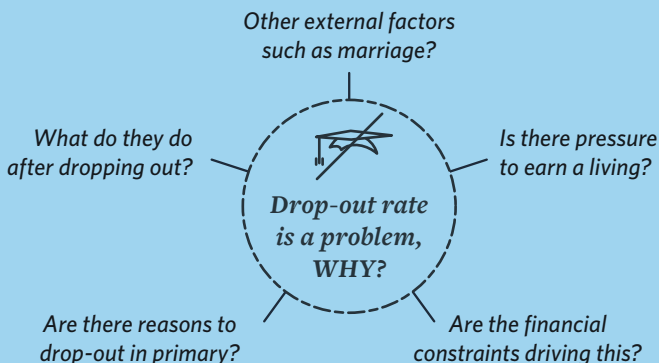 Other external factors
such as marriage?
What do they do
after dropping out?
Is there pressure
to earn a living?
Drop-out rate
is a problem,
WHY?
Are there reasons to
drop-out in primary?
Are the financial
constraints driving this?